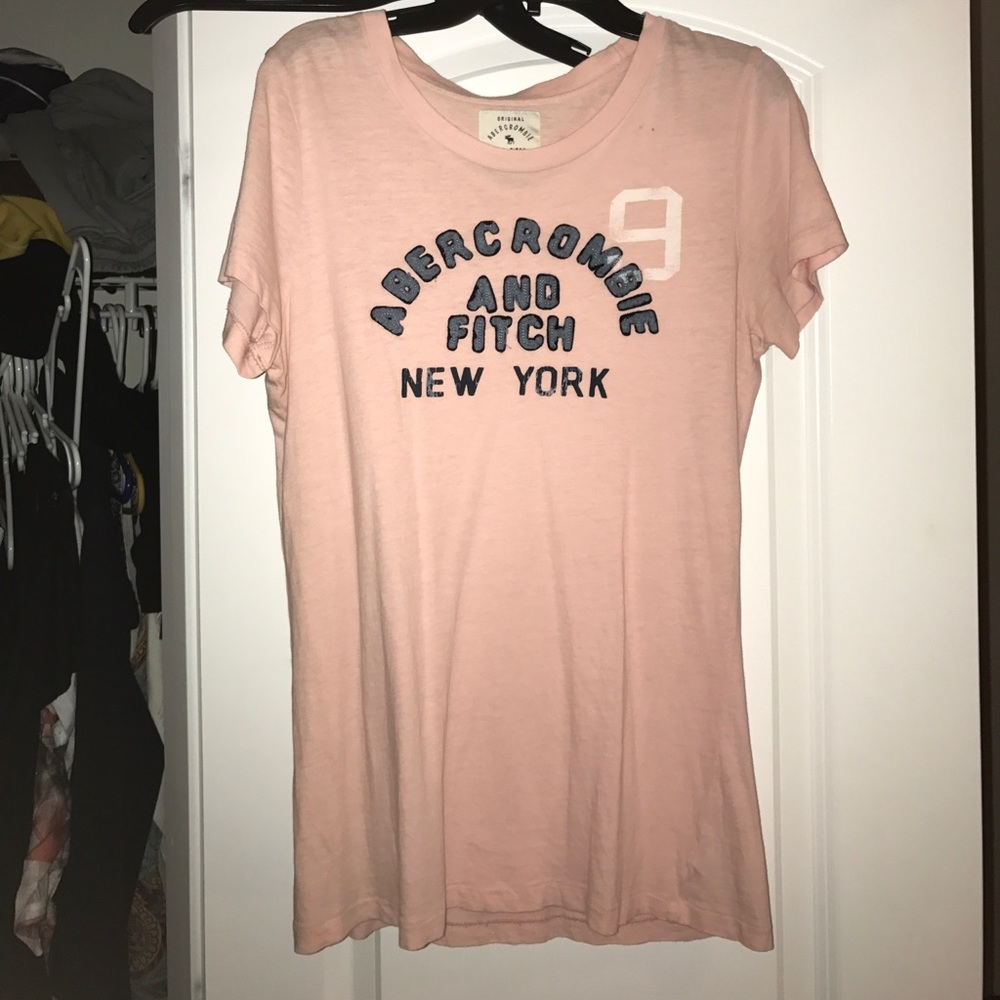 ORIGINAL
ABERCROMBIE
9
ABERCROMBIE
AND
FITCH
NEW YORK